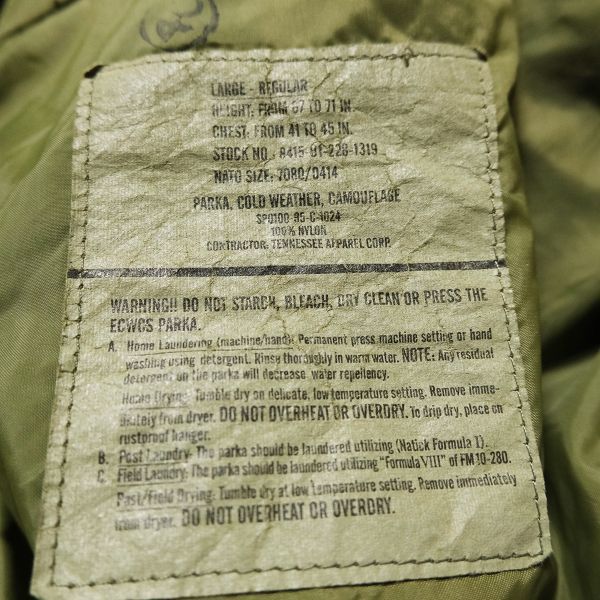 LARGE - REGULAR
HEIGHT: FROM 67 TO 71 IN.
CHEST: FROM 41 TO 45 IN.
STOCK NO.: 8415-01-228-1319
NATO SIZE: 7080/0414
PARKA, COLD WEATHER, CAMOUFLAGE
SP0100-95-C-1024
100% NYLON
CONTRACTOR: TENNESSEE APPAREL CORP.
WARNING!! DO NOT STARCH, BLEACH, DRY CLEAN OR PRESS THE
ECWCS PARKA.
A. Home Laundering (machine/hand): Permanent press machine setting or hand
washing using detergent. Rinse thoroughly in warm water. NOTE: Any residual
detergent on the parka will decrease water repellency.
Home Drying: Tumble dry on delicate, low temperature setting. Remove imme-
diately from dryer. DO NOT OVERHEAT OR OVERDRY. To drip dry, place on
rustproof hanger.
B. Post Laundry: The parka should be laundered utilizing (Natick Formula I).
C. Field Laundry: The parka should be laundered utilizing "Formula VIII" of FM 10-280.
Post/Field Drying: Tumble dry at low temperature setting. Remove immediately
from dryer. DO NOT OVERHEAT OR OVERDRY.